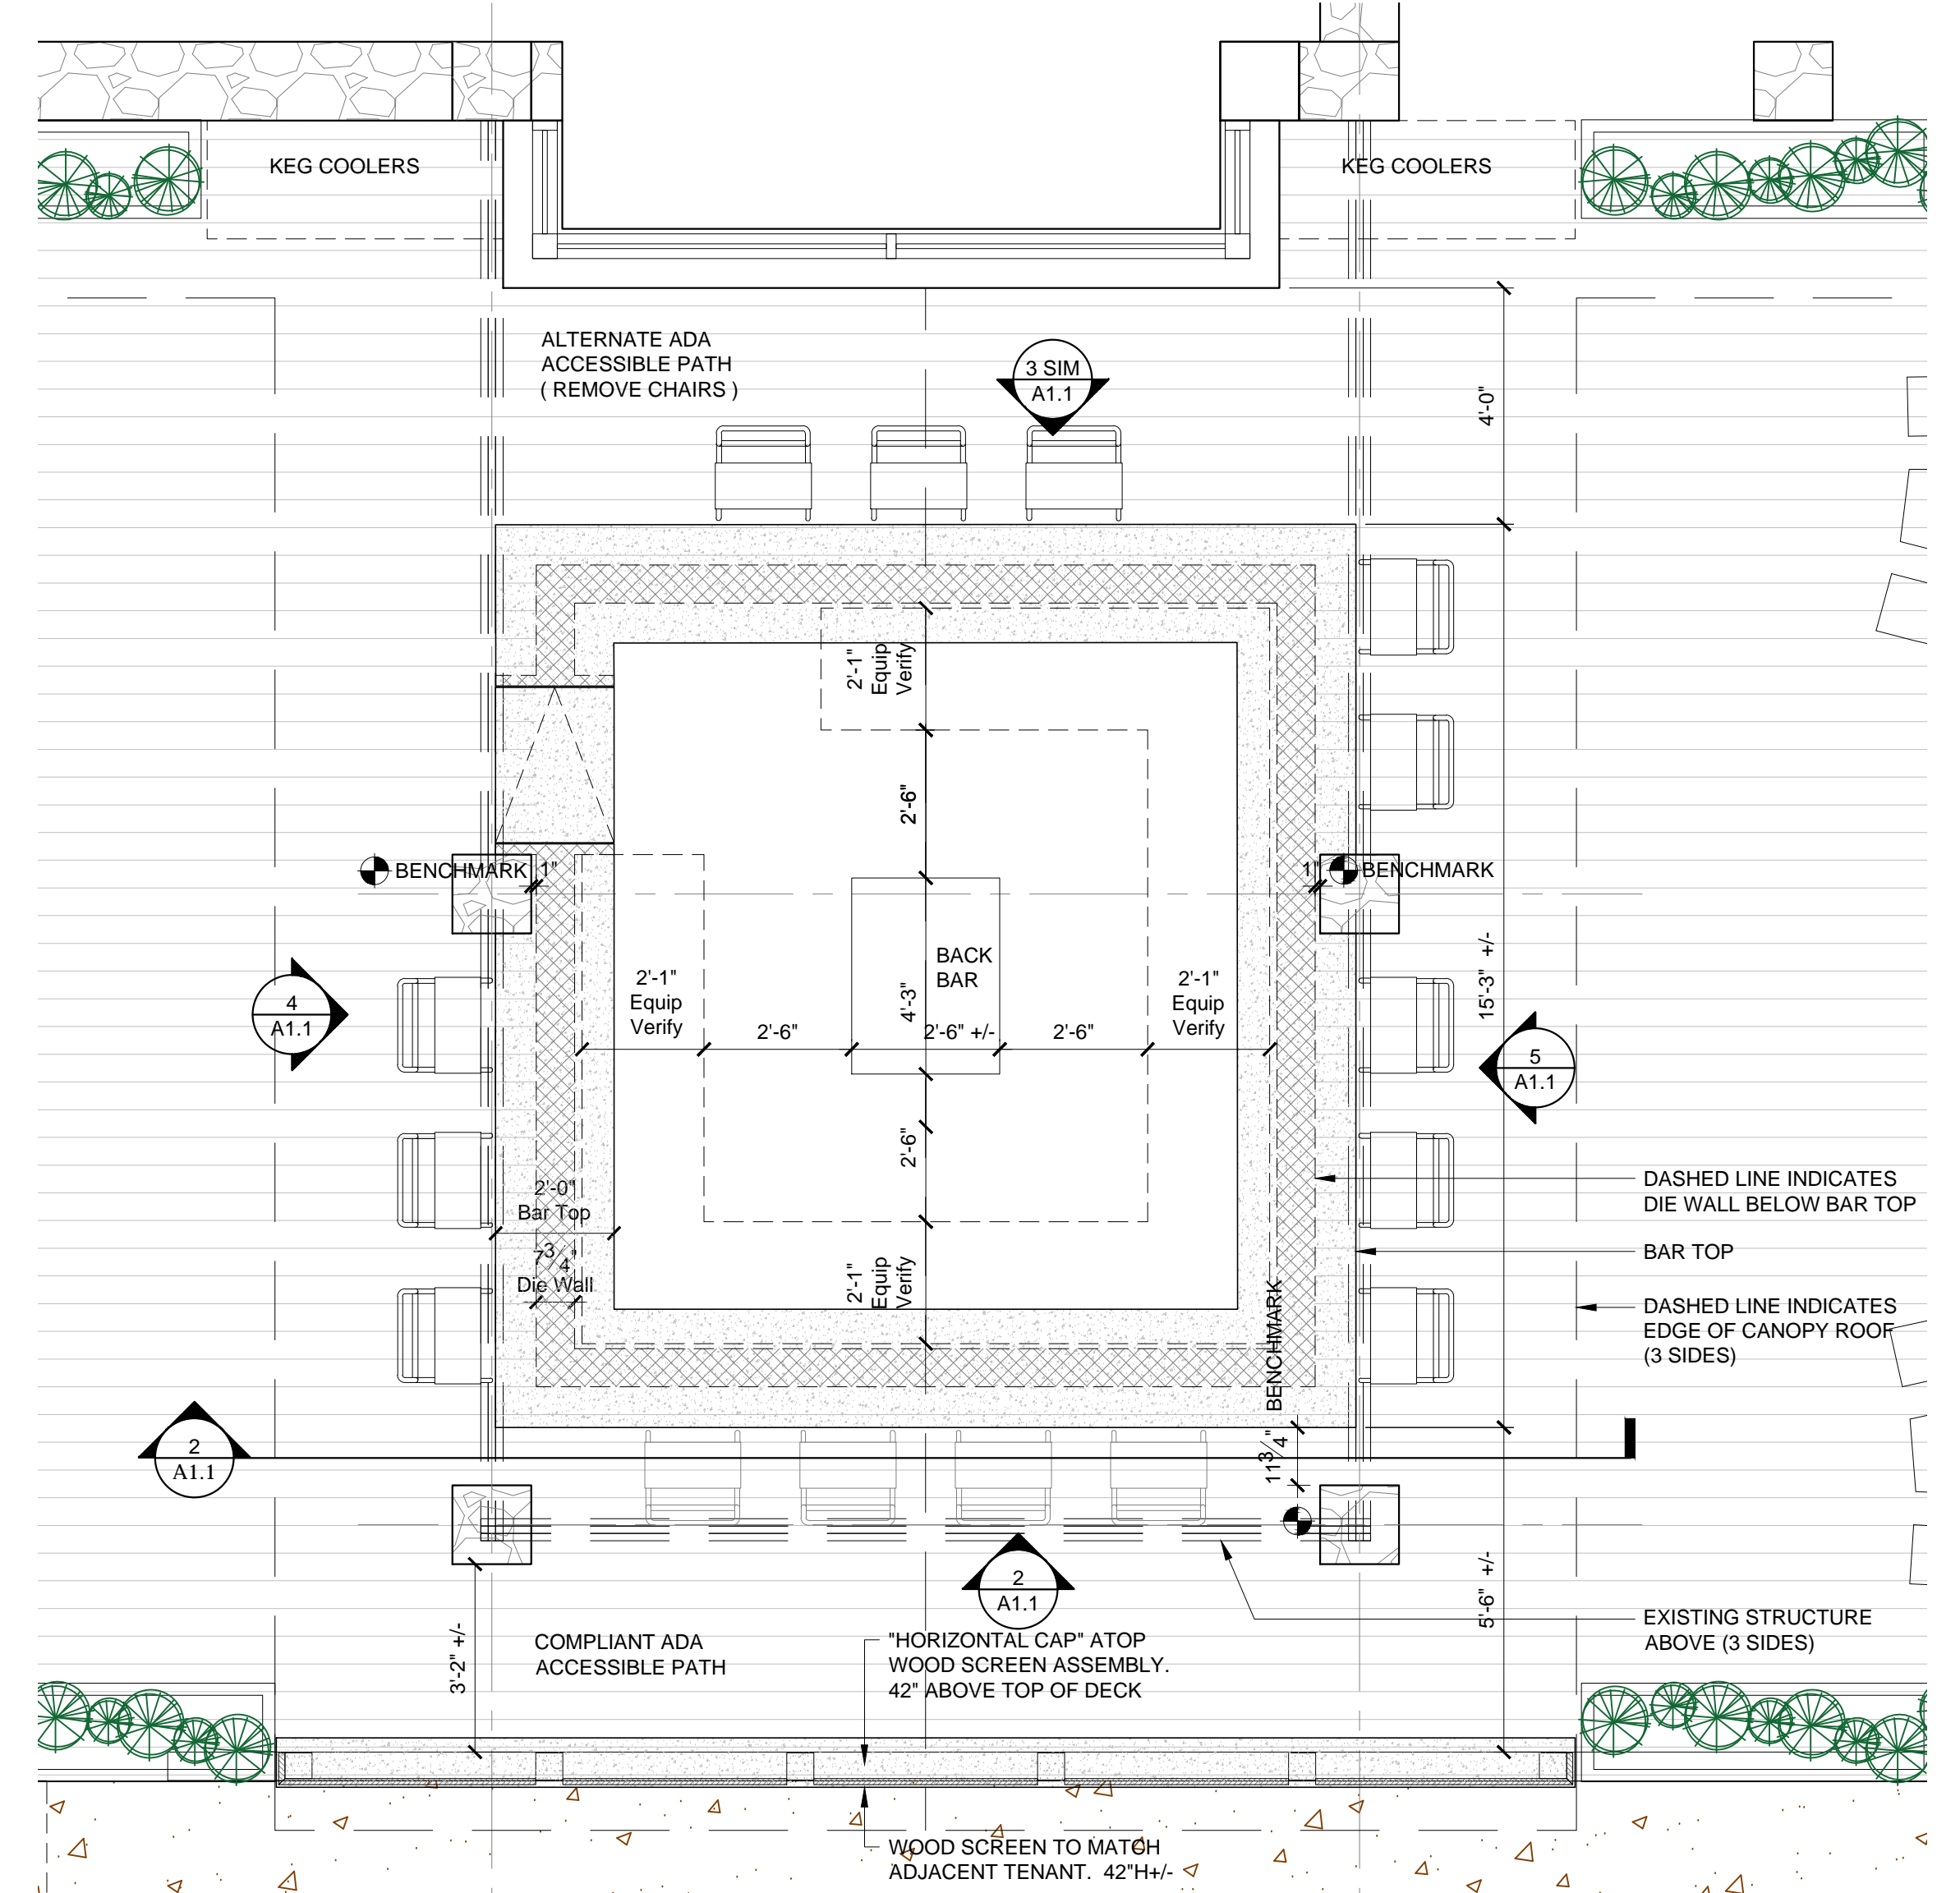 KEG COOLERS
KEG COOLERS
ALTERNATE ADA
ACCESSIBLE PATH
( REMOVE CHAIRS )
3 SIM
A1.1
4'-0"
2'-1"
Equip
Verify
2'-6"
BENCHMARK
1"
1"
BENCHMARK
4
A1.1
2'-1"
Equip
Verify
2'-6"
BACK
BAR
4'-3"
2'-6" +/-
2'-6"
2'-1"
Equip
Verify
15'-3" +/-
5
A1.1
2'-6"
2'-0"
Bar Top
7 3/4"
Die Wall
2'-1"
Equip
Verify
BENCHMARK
DASHED LINE INDICATES
DIE WALL BELOW BAR TOP
BAR TOP
DASHED LINE INDICATES
EDGE OF CANOPY ROOF
(3 SIDES)
2
A1.1
11 3/4"
2
A1.1
5'-6" +/-
3'-2" +/-
COMPLIANT ADA
ACCESSIBLE PATH
"HORIZONTAL CAP" ATOP
WOOD SCREEN ASSEMBLY.
42" ABOVE TOP OF DECK
EXISTING STRUCTURE
ABOVE (3 SIDES)
WOOD SCREEN TO MATCH
ADJACENT TENANT. 42"H+/-